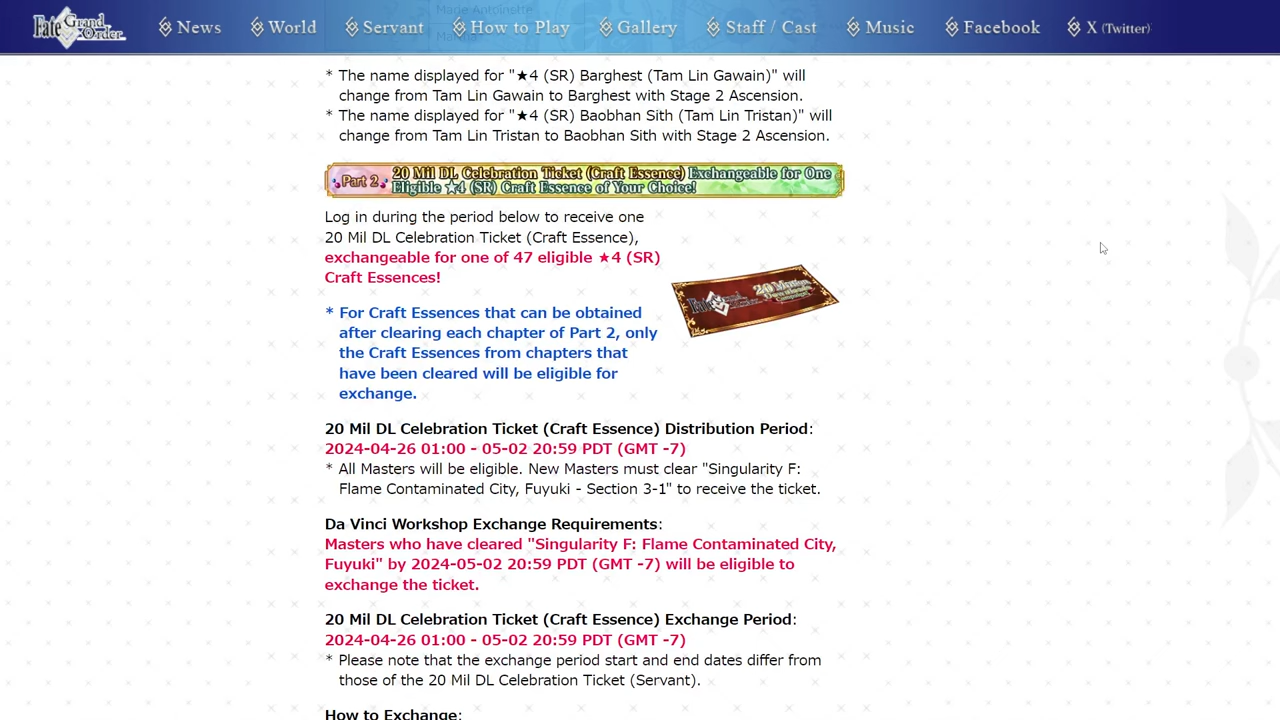 Fate Grand Order
News
World
Servant
How to Play
Gallery
Staff / Cast
Music
Facebook
X (Twitter)
Marie Antoinette
* The name displayed for "★4 (SR) Barghest (Tam Lin Gawain)" will
change from Tam Lin Gawain to Barghest with Stage 2 Ascension.
* The name displayed for "★4 (SR) Baobhan Sith (Tam Lin Tristan)" will
change from Tam Lin Tristan to Baobhan Sith with Stage 2 Ascension.
Part 2
20 Mil DL Celebration Ticket (Craft Essence) Exchangeable for One
Eligible ★4 (SR) Craft Essence of Your Choice!
Log in during the period below to receive one
20 Mil DL Celebration Ticket (Craft Essence),
exchangeable for one of 47 eligible ★4 (SR)
Craft Essences!
Fate Grand Order
20 Million
Downloads
Campaign
* For Craft Essences that can be obtained
after clearing each chapter of Part 2, only
the Craft Essences from chapters that
have been cleared will be eligible for
exchange.
20 Mil DL Celebration Ticket (Craft Essence) Distribution Period:
2024-04-26 01:00 - 05-02 20:59 PDT (GMT -7)
* All Masters will be eligible. New Masters must clear "Singularity F:
Flame Contaminated City, Fuyuki - Section 3-1" to receive the ticket.
Da Vinci Workshop Exchange Requirements:
Masters who have cleared "Singularity F: Flame Contaminated City,
Fuyuki" by 2024-05-02 20:59 PDT (GMT -7) will be eligible to
exchange the ticket.
20 Mil DL Celebration Ticket (Craft Essence) Exchange Period:
2024-04-26 01:00 - 05-02 20:59 PDT (GMT -7)
* Please note that the exchange period start and end dates differ from
those of the 20 Mil DL Celebration Ticket (Servant).
How to Exchange: